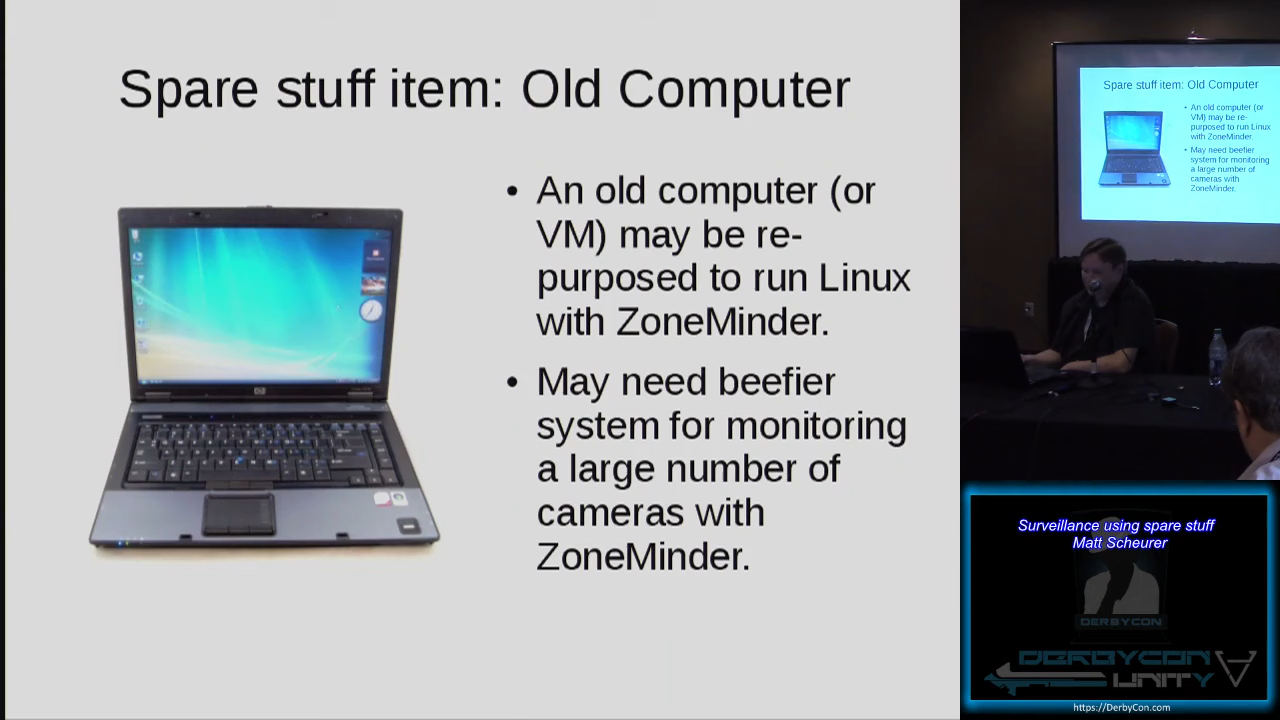 Spare stuff item: Old Computer
• An old computer (or
VM) may be re-
purposed to run Linux
with ZoneMinder.
• May need beefier
system for monitoring
a large number of
cameras with
ZoneMinder.
Spare stuff item: Old Computer
• An old computer (or
VM) may be re-
purposed to run Linux
with ZoneMinder.
• May need beefier
system for monitoring
a large number of
cameras with
ZoneMinder.
Surveillance using spare stuff
Matt Scheurer
DERBYCON
DERBYCON
UNITY
https://DerbyCon.com